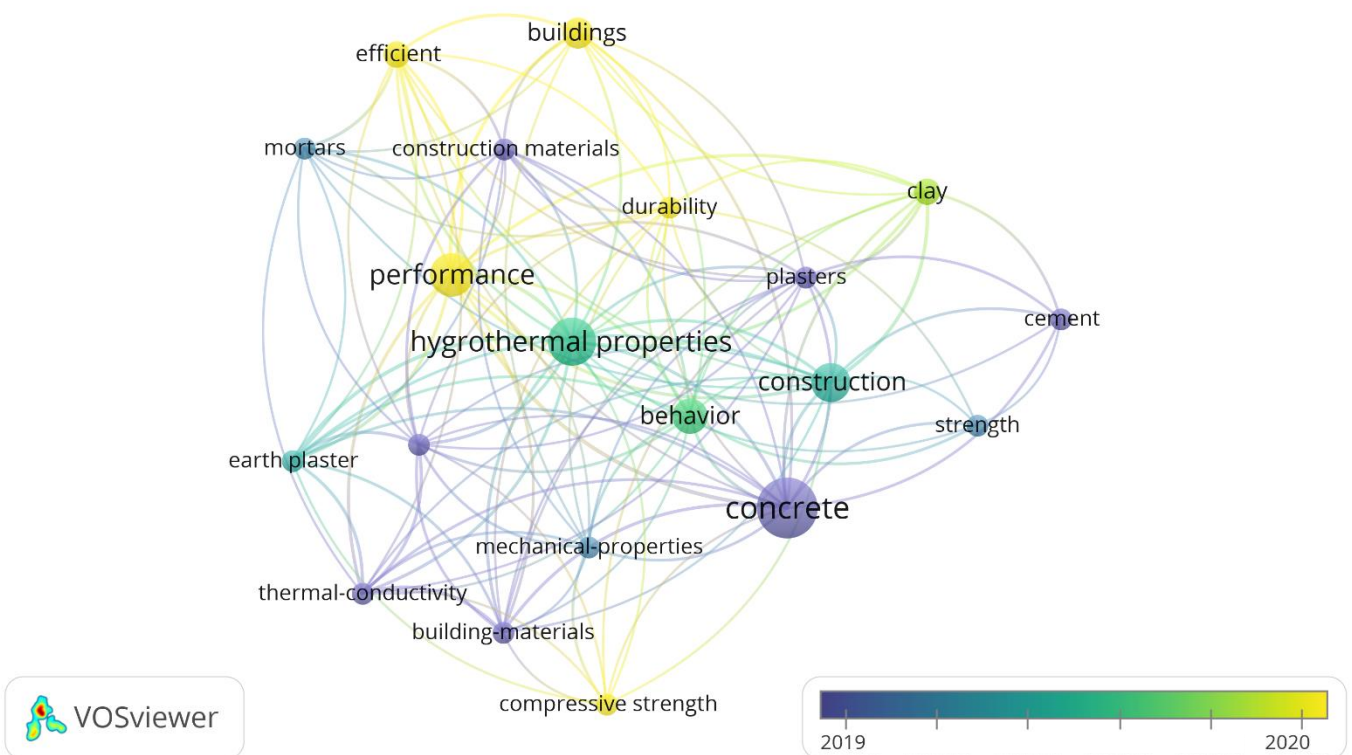 buildings
efficient
mortars
construction materials
clay
durability
performance
plasters
cement
hygrothermal properties
construction
behavior
strength
earth plaster
concrete
mechanical-properties
thermal-conductivity
building-materials
compressive strength
VOSviewer
2019
2020